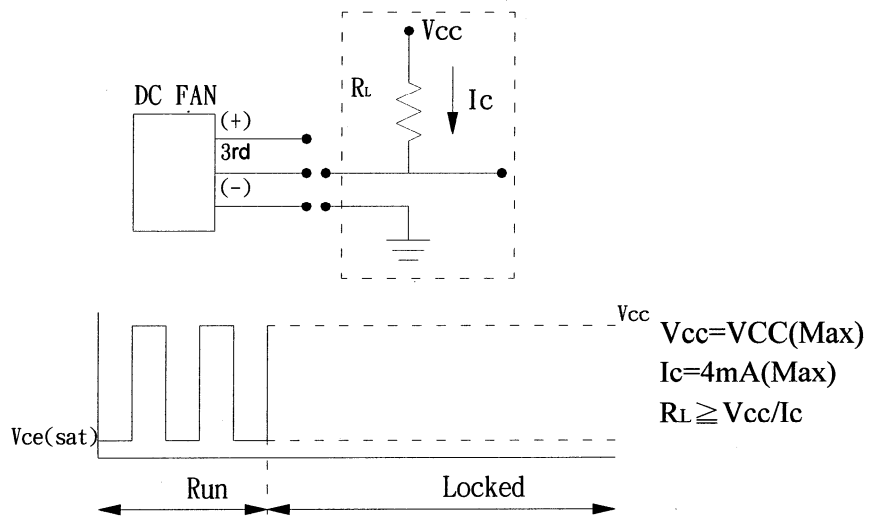 Vcc
RL
Ic
DC FAN
(+)
3rd
(-)
Vcc
Vcc=VCC(Max)
Ic=4mA(Max)
RL≧Vcc/Ic
Vce(sat)
Run
Locked